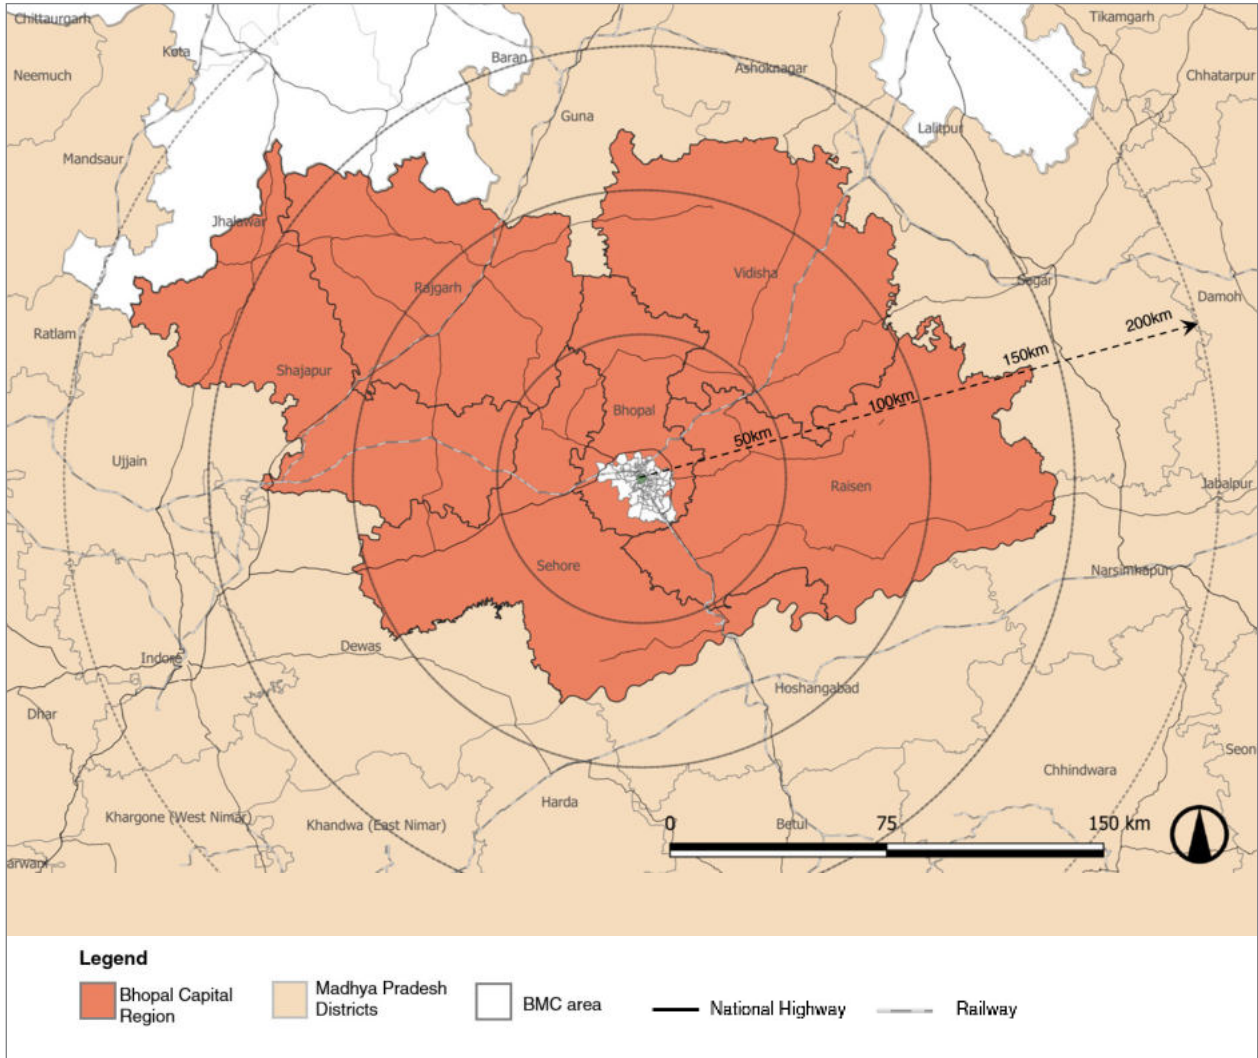 Chittaurgarh
Tikamgarh
Kota
Baran
Ashoknagar
Neemuch
Chhatarpur
Guna
Lalitpur
Mandsaur
Jhalawar
Vidisha
Sagar
Rajgarh
Damoh
Ratlam
200km
150km
Shajapur
100km
Bhopal
50km
Ujjain
Raisen
Jabalpur
Sehore
Narsimhapur
Dewas
Indore
Hoshangabad
Dhar
Seon
Chhindwara
Harda
Khargone (West Nimar)
Khandwa (East Nimar)
Betul
0 75 150 km
arwani
Legend
Bhopal Capital
Region
Madhya Pradesh
Districts
BMC area
National Highway
Railway